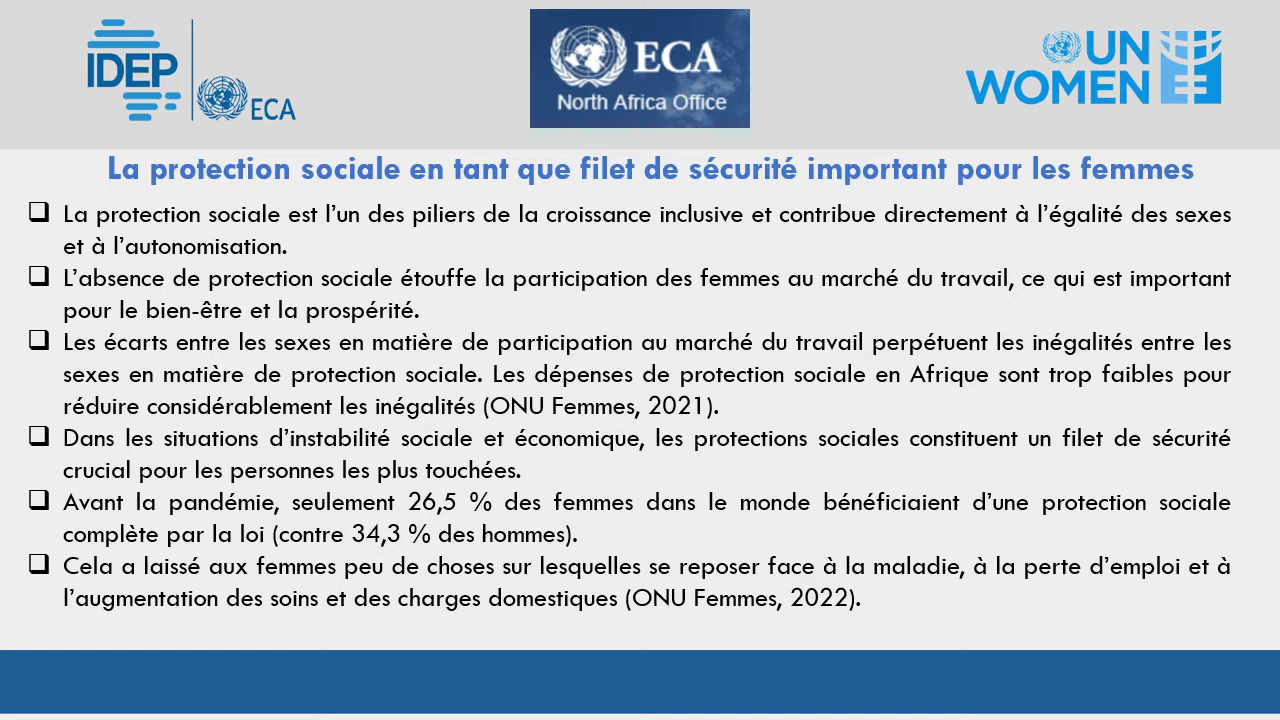 IDEP
ECA
ECA
North Africa Office
UN
WOMEN
La protection sociale en tant que filet de sécurité important pour les femmes
La protection sociale est l’un des piliers de la croissance inclusive et contribue directement à l’égalité des sexes
et à l’autonomisation.
L’absence de protection sociale étouffe la participation des femmes au marché du travail, ce qui est important
pour le bien-être et la prospérité.
Les écarts entre les sexes en matière de participation au marché du travail perpétuent les inégalités entre les
sexes en matière de protection sociale. Les dépenses de protection sociale en Afrique sont trop faibles pour
réduire considérablement les inégalités (ONU Femmes, 2021).
Dans les situations d’instabilité sociale et économique, les protections sociales constituent un filet de sécurité
crucial pour les personnes les plus touchées.
Avant la pandémie, seulement 26,5 % des femmes dans le monde bénéficiaient d’une protection sociale
complète par la loi (contre 34,3 % des hommes).
Cela a laissé aux femmes peu de choses sur lesquelles se reposer face à la maladie, à la perte d’emploi et à
l’augmentation des soins et des charges domestiques (ONU Femmes, 2022).